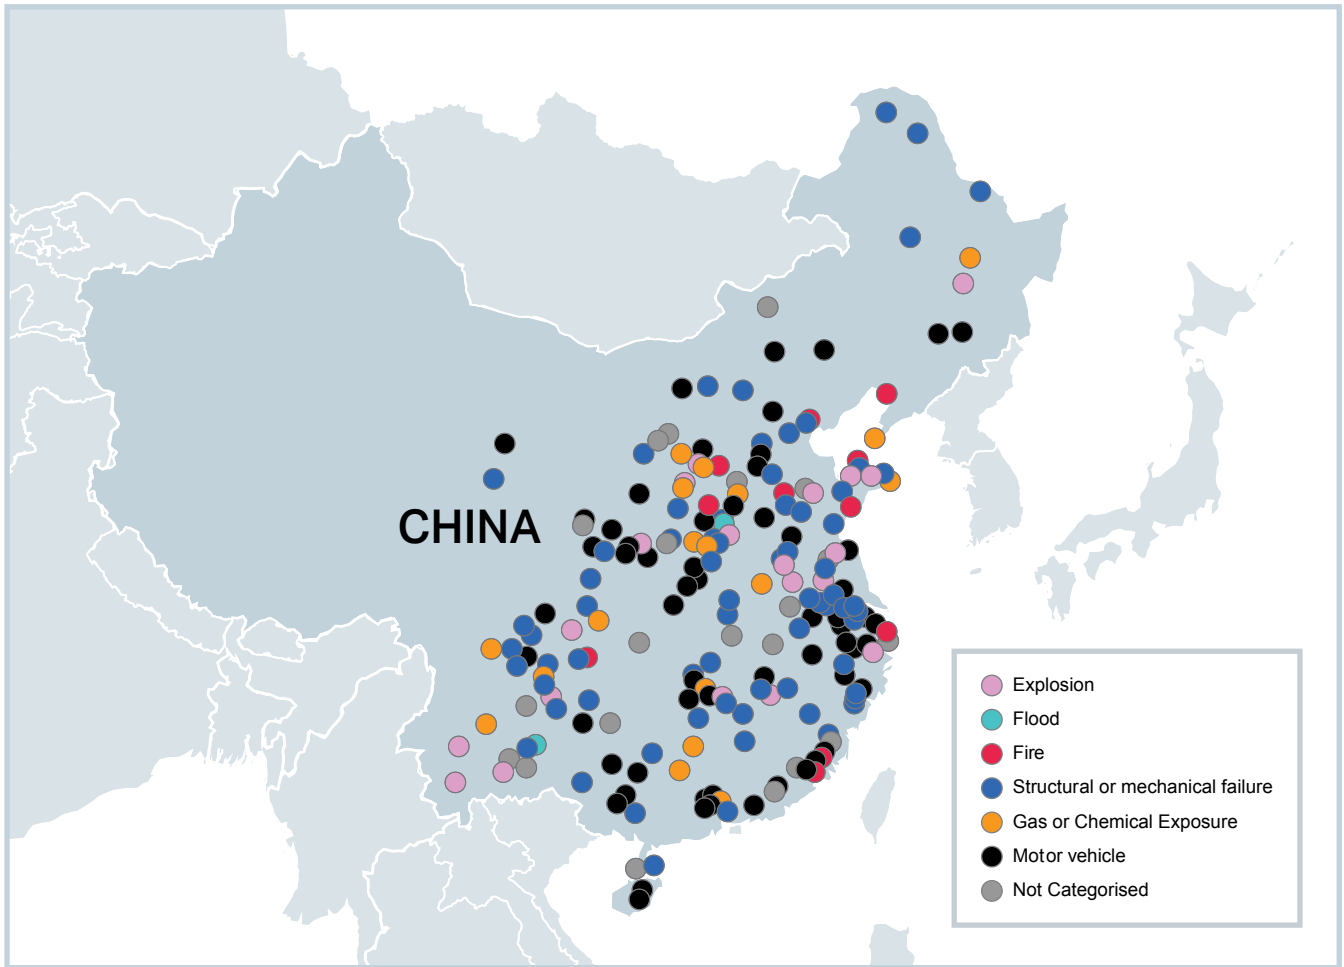 CHINA
Explosion
Flood
Fire
Structural or mechanical failure
Gas or Chemical Exposure
Motor vehicle
Not Categorised